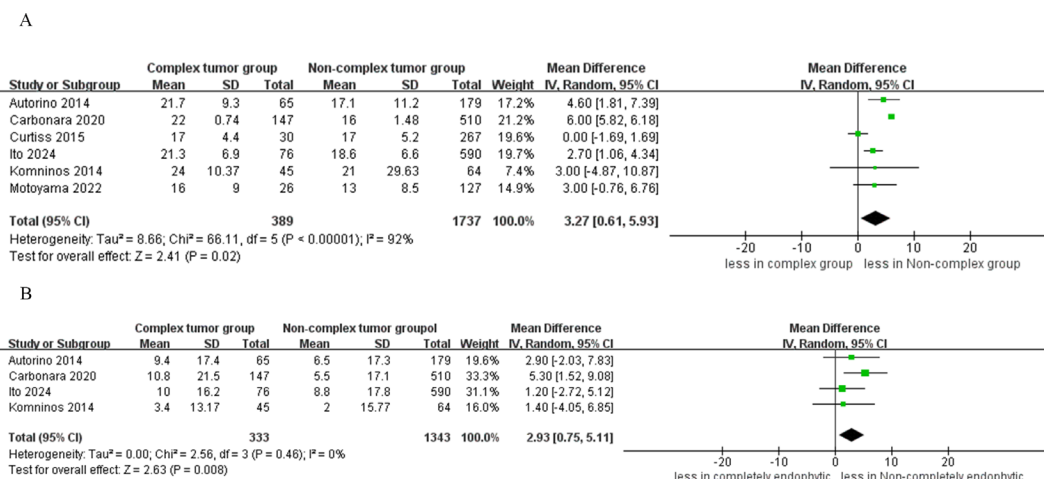 A
Complex tumor group Non-complex tumor group Mean Difference Mean Difference
Study or Subgroup Mean SD Total Mean SD Total Weight IV, Random, 95% CI IV, Random, 95% CI
Autorino 2014 21.7 9.3 65 17.1 11.2 179 17.2% 4.60 [1.81, 7.39]
Carbonara 2020 22 0.74 147 16 1.48 510 21.2% 6.00 [5.82, 6.18]
Curtiss 2015 17 4.4 30 17 5.2 267 19.6% 0.00 [-1.69, 1.69]
Ito 2024 21.3 6.9 76 18.6 6.6 590 19.7% 2.70 [1.06, 4.34]
Komninos 2014 24 10.37 45 21 29.63 64 7.4% 3.00 [-4.87, 10.87]
Motoyama 2022 16 9 26 13 8.5 127 14.9% 3.00 [-0.76, 6.76]
Total (95% CI) 389 1737 100.0% 3.27 [0.61, 5.93]
Heterogeneity: Tau² = 8.66; Chi² = 66.11, df = 5 (P < 0.00001); I² = 92%
Test for overall effect: Z = 2.41 (P = 0.02)
-20 -10 0 10 20
less in complex group less in Non-complex group
B
Complex tumor group Non-complex tumor groupol Mean Difference Mean Difference
Study or Subgroup Mean SD Total Mean SD Total Weight IV, Random, 95% CI IV, Random, 95% CI
Autorino 2014 9.4 17.4 65 6.5 17.3 179 19.6% 2.90 [-2.03, 7.83]
Carbonara 2020 10.8 21.5 147 5.5 17.1 510 33.3% 5.30 [1.52, 9.08]
Ito 2024 10 16.2 76 8.8 17.8 590 31.1% 1.20 [-2.72, 5.12]
Komninos 2014 3.4 13.17 45 2 15.77 64 16.0% 1.40 [-4.05, 6.85]
Total (95% CI) 333 1343 100.0% 2.93 [0.75, 5.11]
Heterogeneity: Tau² = 0.00; Chi² = 2.56, df = 3 (P = 0.46); I² = 0%
Test for overall effect: Z = 2.63 (P = 0.008)
-20 -10 0 10 20
less in completely endophytic less in Non-completely endophytic